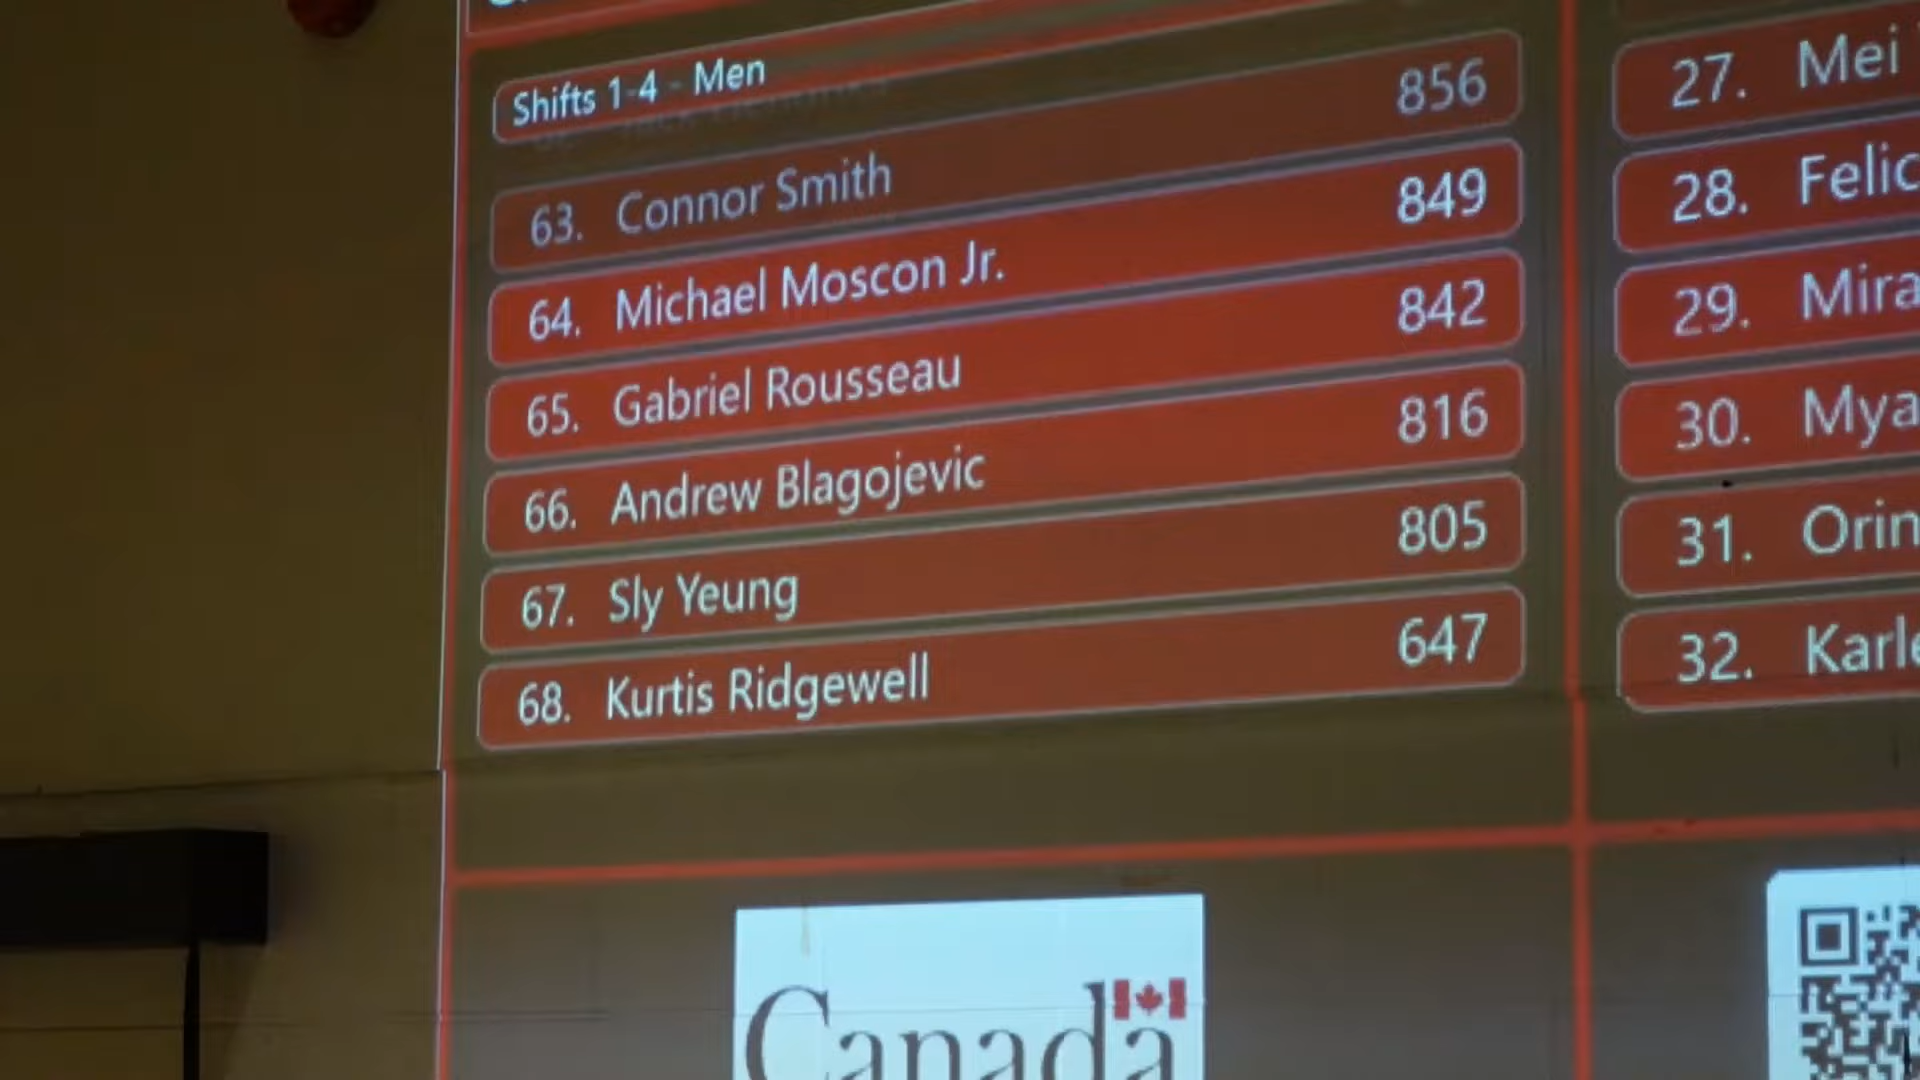 Shifts 1-4 - Men
63. Connor Smith 856
64. Michael Moscon Jr. 849
65. Gabriel Rousseau 842
66. Andrew Blagojevic 816
67. Sly Yeung 805
68. Kurtis Ridgewell 647
27. Mei
28.
29.
30.
31.
32.
Canada